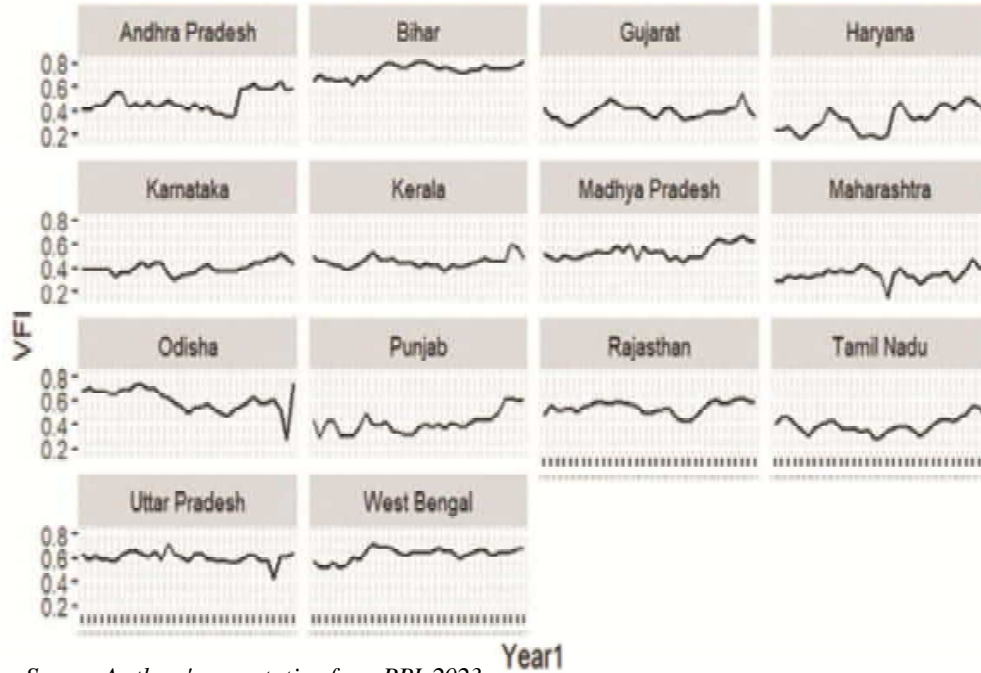 Andhra Pradesh Bihar Gujarat Haryana
0.8
0.6
0.4
0.2
Karnataka Kerala Madhya Pradesh Maharashtra
0.8
0.6
0.4
0.2
VFI
Odisha Punjab Rajasthan Tamil Nadu
0.8
0.6
0.4
0.2
Uttar Pradesh West Bengal
0.8
0.6
0.4
0.2
Year1